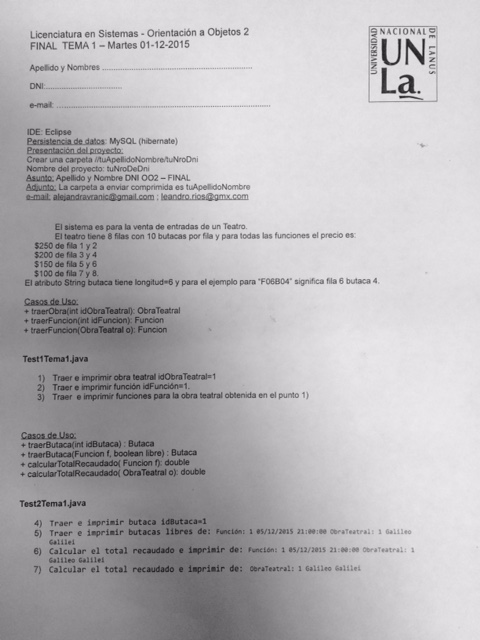 Licenciatura en Sistemas - Orientación a Objetos 2
FINAL TEMA 1 – Martes 01-12-2015
UNIVERSIDAD NACIONAL DE LANUS
UN
La.
Apellido y Nombres ..........................................................
DNI:.............................
e-mail: .........................................................................................
IDE: Eclipse
Persistencia de datos: MySQL (hibernate)
Presentación del proyecto:
Crear una carpeta //tuApellidoNombre/tuNroDni
Nombre del proyecto: tuNroDeDni
Asunto: Apellido y Nombre DNI OO2 – FINAL
Adjunto: La carpeta a enviar comprimida es tuApellidoNombre
e-mail: alejandravranic@gmail.com ; leandro.rios@gmx.com
El sistema es para la venta de entradas de un Teatro.
El teatro tiene 8 filas con 10 butacas por fila y para todas las funciones el precio es:
$250 de fila 1 y 2
$200 de fila 3 y 4
$150 de fila 5 y 6
$100 de fila 7 y 8.
El atributo String butaca tiene longitud=6 y para el ejemplo para "F06B04" significa fila 6 butaca 4.
Casos de Uso:
+ traerObra(int idObraTeatral): ObraTeatral
+ traerFuncion(int idFuncion): Funcion
+ traerFuncion(ObraTeatral o): Funcion
Test1Tema1.java
1) Traer e imprimir obra teatral idObraTeatral=1
2) Traer e imprimir función idFunción=1.
3) Traer e imprimir funciones para la obra teatral obtenida en el punto 1)
Casos de Uso:
+ traerButaca(int idButaca) : Butaca
+ traerButaca(Funcion f, boolean libre) : Butaca
+ calcularTotalRecaudado( Funcion f): double
+ calcularTotalRecaudado( ObraTeatral o): double
Test2Tema1.java
4) Traer e imprimir butaca idButaca=1
5) Traer e imprimir butacas libres de: Función: 1 05/12/2015 21:00:00 ObraTeatral: 1 Galileo
Galilei
6) Calcular el total recaudado e imprimir de: Función: 1 05/12/2015 21:00:00 ObraTeatral: 1
Galileo Galilei
7) Calcular el total recaudado e imprimir de: ObraTeatral: 1 Galileo Galilei